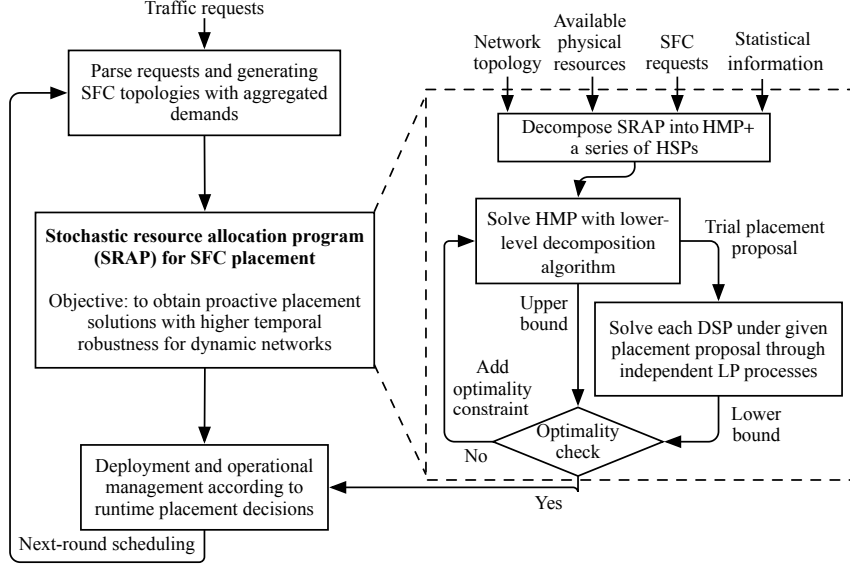 Traffic requests
Parse requests and generating
SFC topologies with aggregated
demands
Stochastic resource allocation program
(SRAP) for SFC placement
Objective: to obtain proactive placement
solutions with higher temporal
robustness for dynamic networks
Deployment and operational
management according to
runtime placement decisions
Next-round scheduling
Network
topology
Available
physical
resources
SFC
requests
Statistical
information
Decompose SRAP into HMP+
a series of HSPs
Solve HMP with lower-
level decomposition
algorithm
Trial placement
proposal
Upper
bound
Solve each DSP under given
placement proposal through
independent LP processes
Add
optimality
constraint
Lower
bound
Optimality
check
No
Yes